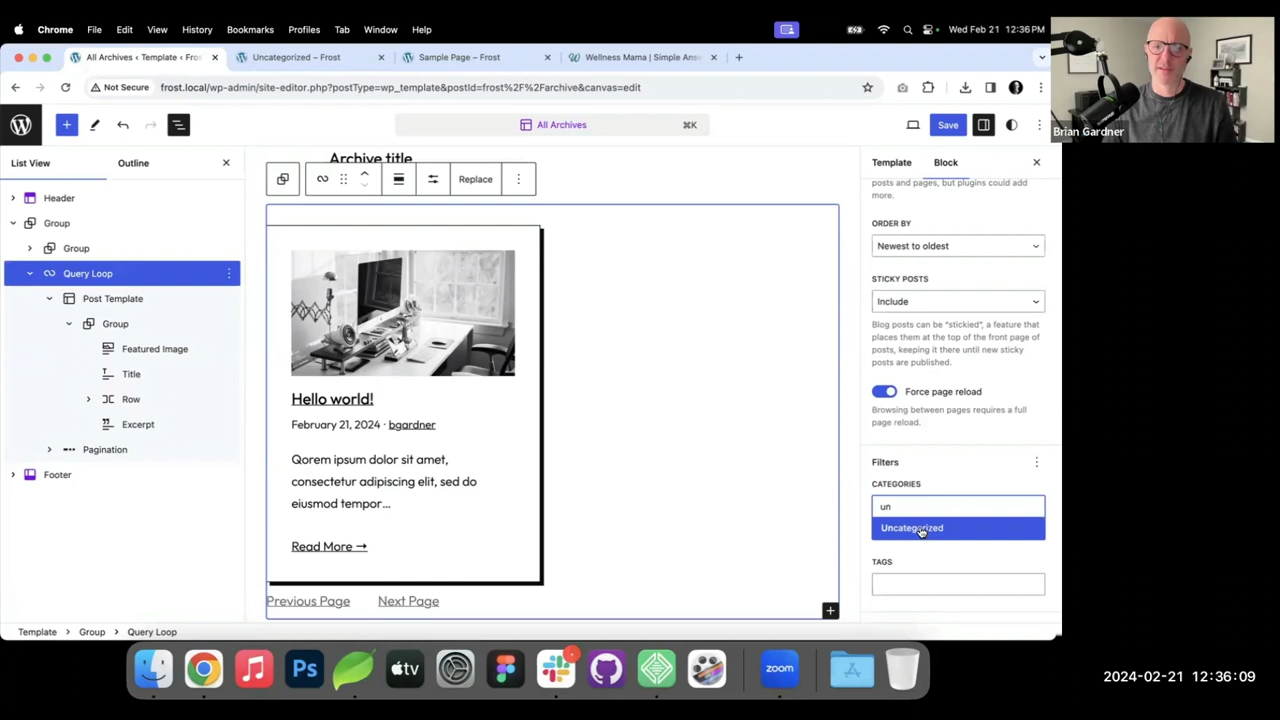 Chrome File Edit View History Bookmarks Profiles Tab Window Help Wed Feb 21 12:36 PM
All Archives ‹ Template ‹ Fros
Uncategorized – Frost
Sample Page – Frost
Wellness Mama | Simple Answ
Not Secure frost.local/wp-admin/site-editor.php?postType=wp_template&postId=frost%2F%2Farchive&canvas=edit
Brian Gardner
All Archives ⌘K
Save
List View Outline
Header
Group
Group
Query Loop
Post Template
Group
Featured Image
Title
Row
Excerpt
Pagination
Footer
Archive title
Replace
Hello world!
February 21, 2024 · bgardner
Qorem ipsum dolor sit amet,
consectetur adipiscing elit, sed do
eiusmod tempor…
Read More →
Previous Page Next Page
Template Block
posts and pages, but plugins could add
more.
ORDER BY
Newest to oldest
STICKY POSTS
Include
Blog posts can be “stickied”, a feature that
places them at the top of the front page of
posts, keeping it there until new sticky
posts are published.
Force page reload
Browsing between pages requires a full
page reload.
Filters
CATEGORIES
un
Uncategorized
TAGS
Template › Group › Query Loop
Ps
tv
zoom
2024-02-21 12:36:09